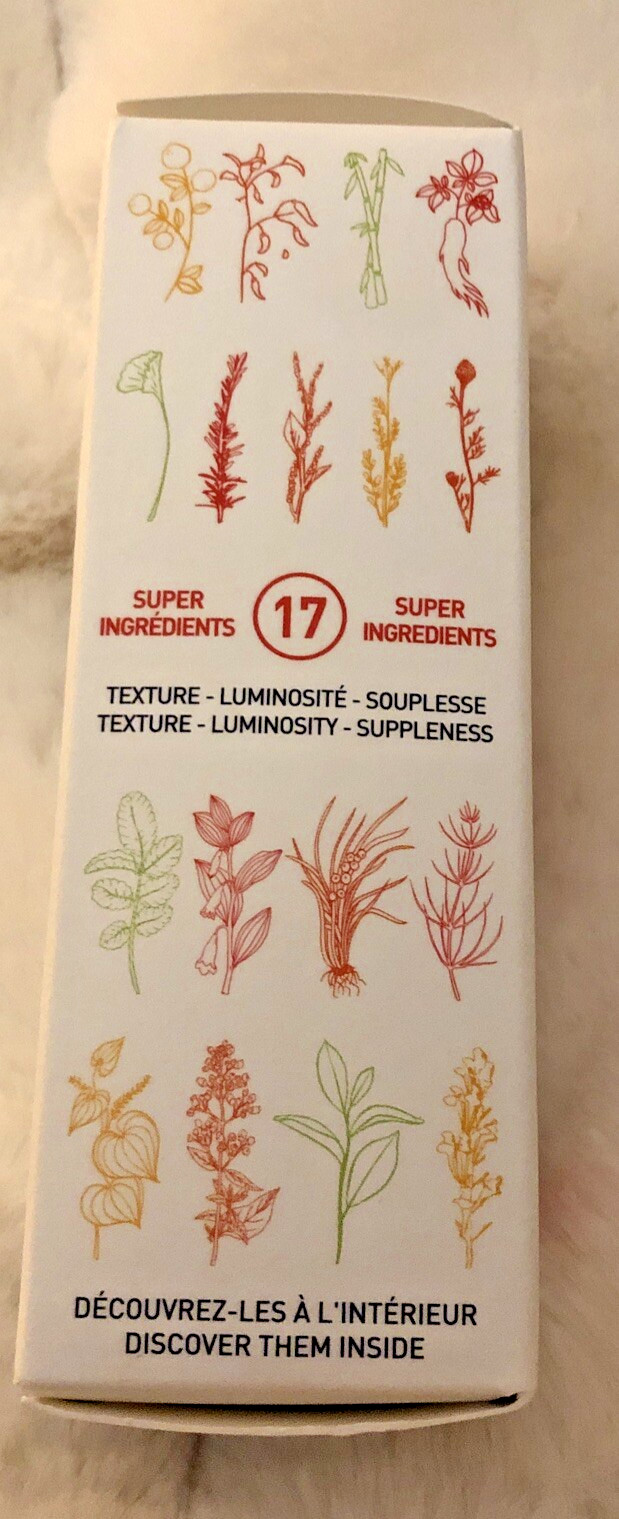 SUPER
INGRÉDIENTS
17
SUPER
INGREDIENTS
TEXTURE - LUMINOSITÉ - SOUPLESSE
TEXTURE - LUMINOSITY - SUPPLENESS
DÉCOUVREZ-LES À L'INTÉRIEUR
DISCOVER THEM INSIDE